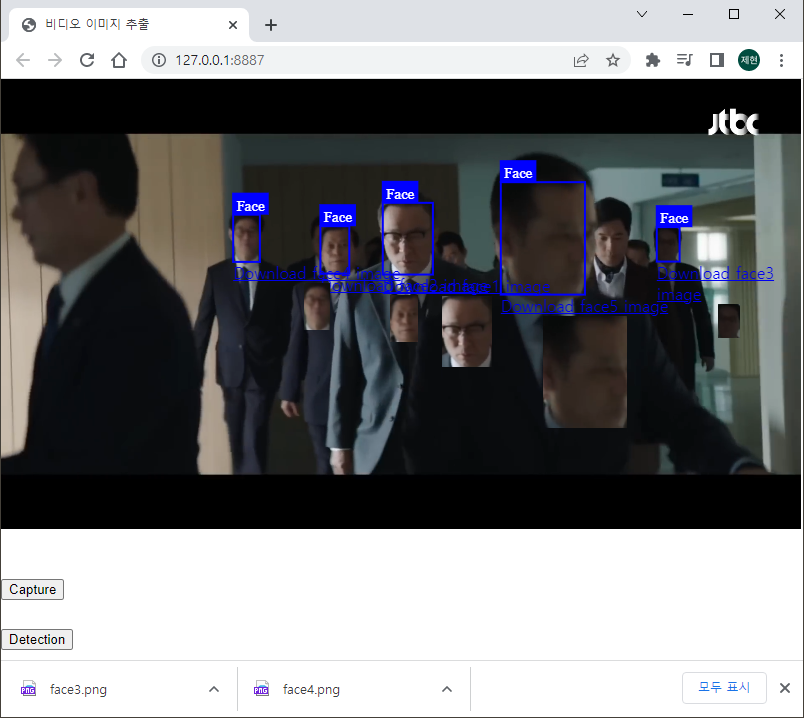 비디오 이미지 추출
127.0.0.1:8887
제현
jtbc
Face
Face
Face
Face
Face
Download face4 image
Download face1 image
Download face5 image
Download face3
image
Capture
Detection
face3.png
face4.png
모두 표시